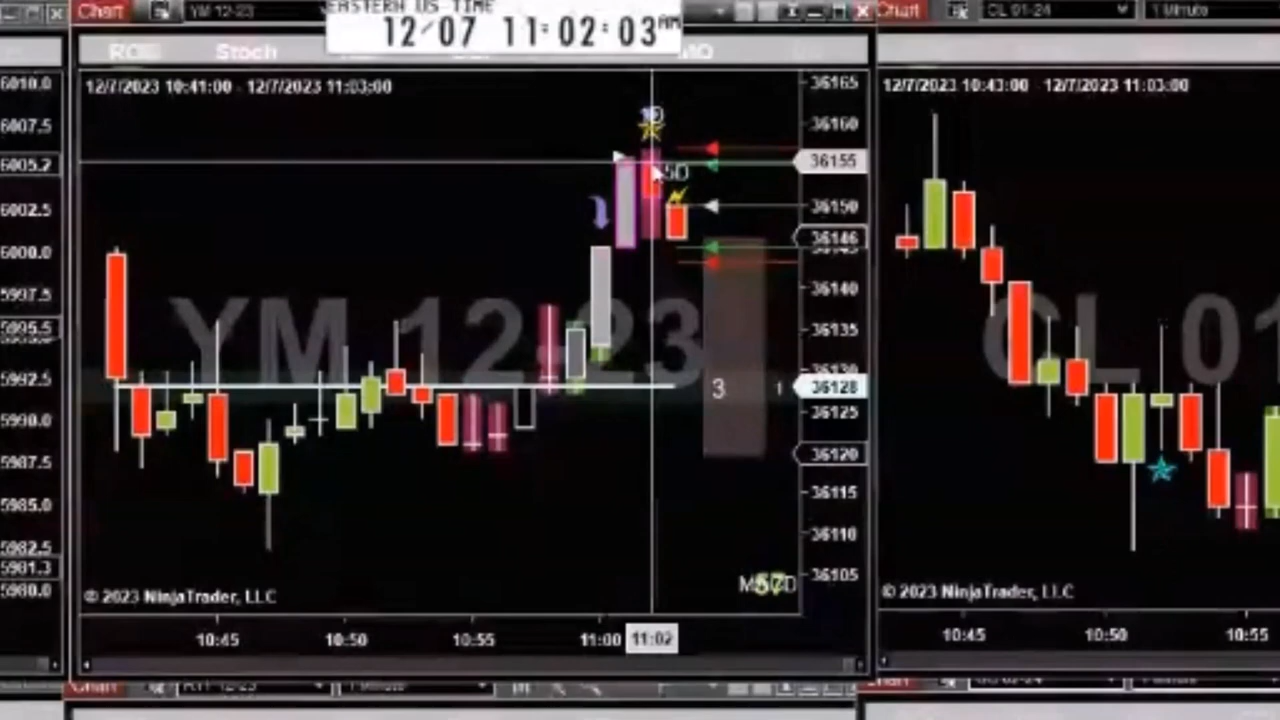 Chart YM 12-23
EASTERN US TIME
12/07 11:02:03 AM
Chart CL 01-24 1 Minute
Stoch
12/7/2023 10:41:00 - 12/7/2023 11:03:00
12/7/2023 10:43:00 - 12/7/2023 11:03:00
6010.0
6007.5
6005.2
6002.5
6000.0
5997.5
5995.5
5992.5
5990.0
5987.5
5985.0
5982.5
5981.3
5980.0
YM 12-23
3
1
36165
36160
36155
36150
36146
36140
36135
36130
36128
36125
36120
36115
36110
36105
CL 01
© 2023 NinjaTrader, LLC
© 2023 NinjaTrader, LLC
10:45 10:50 10:55 11:00 11:02
10:45 10:50 10:55
Chart 1 Minute